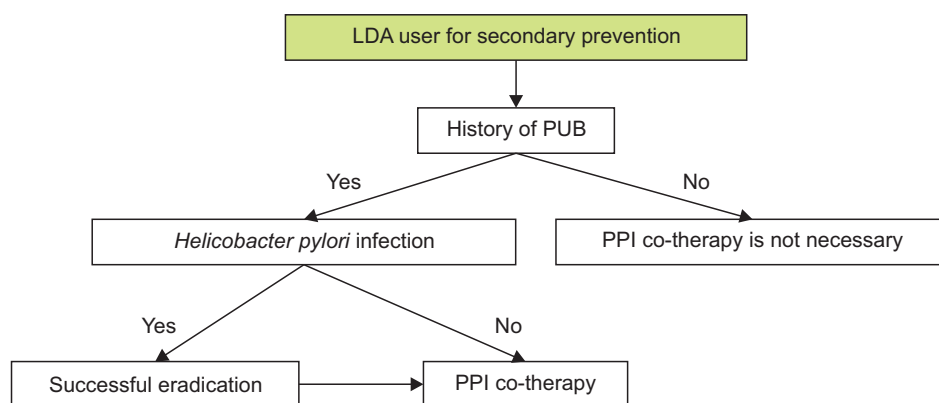 LDA user for secondary prevention
History of PUB
Yes
No
Helicobacter pylori infection
PPI co-therapy is not necessary
Yes
No
Successful eradication
PPI co-therapy